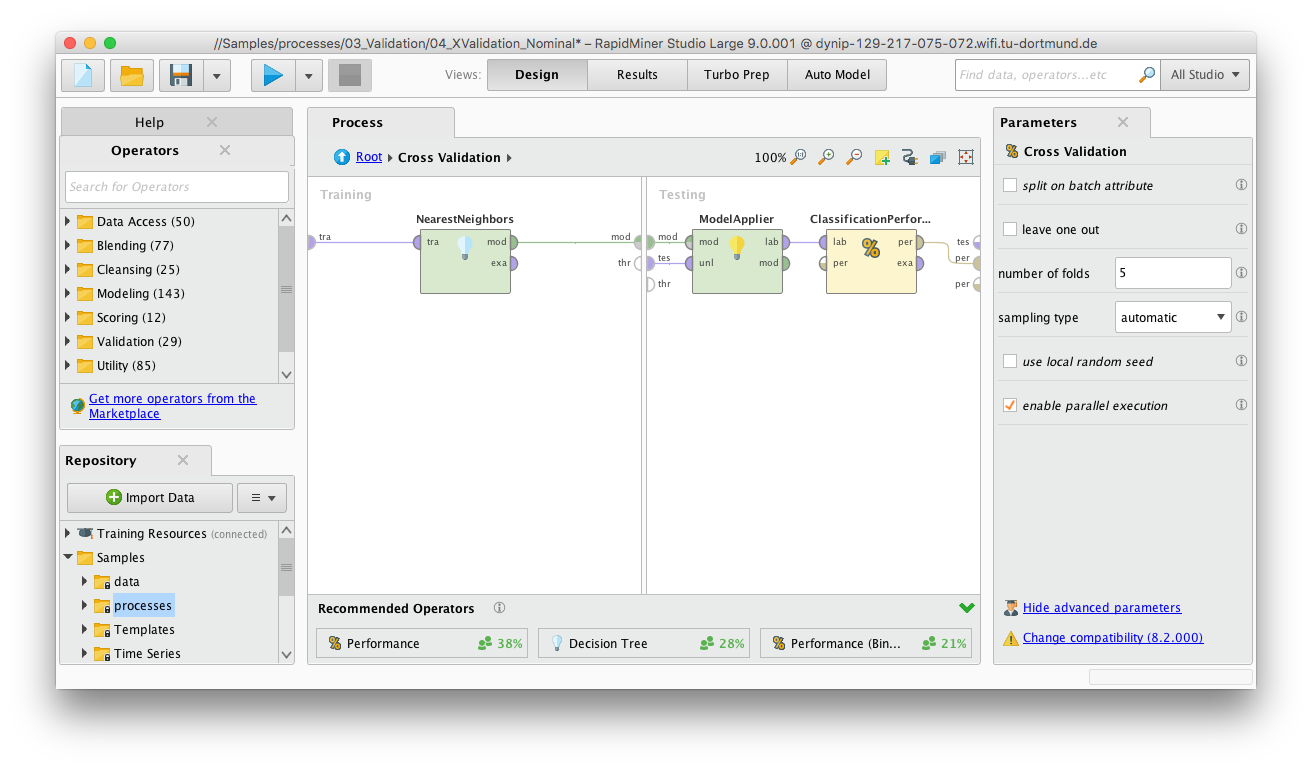 //Samples/processes/03_Validation/04_XValidation_Nominal* – RapidMiner Studio Large 9.0.001 @ dynip-129-217-075-072.wifi.tu-dortmund.de
Views:
Design
Results
Turbo Prep
Auto Model
Find data, operators...etc
All Studio
Help
Operators
Search for Operators
Data Access (50)
Blending (77)
Cleansing (25)
Modeling (143)
Scoring (12)
Validation (29)
Utility (85)
Get more operators from the
Marketplace
Repository
Import Data
Training Resources (connected)
Samples
data
processes
Templates
Time Series
Process
Root
Cross Validation
100%
Training
tra
NearestNeighbors
tra
mod
exa
mod
thr
Testing
mod
tes
thr
ModelApplier
mod
lab
unl
mod
ClassificationPerfor...
lab
per
per
exa
tes
per
per
Recommended Operators
Performance
38%
Decision Tree
28%
Performance (Bin...
21%
Parameters
Cross Validation
split on batch attribute
leave one out
number of folds
5
sampling type
automatic
use local random seed
enable parallel execution
Hide advanced parameters
Change compatibility (8.2.000)